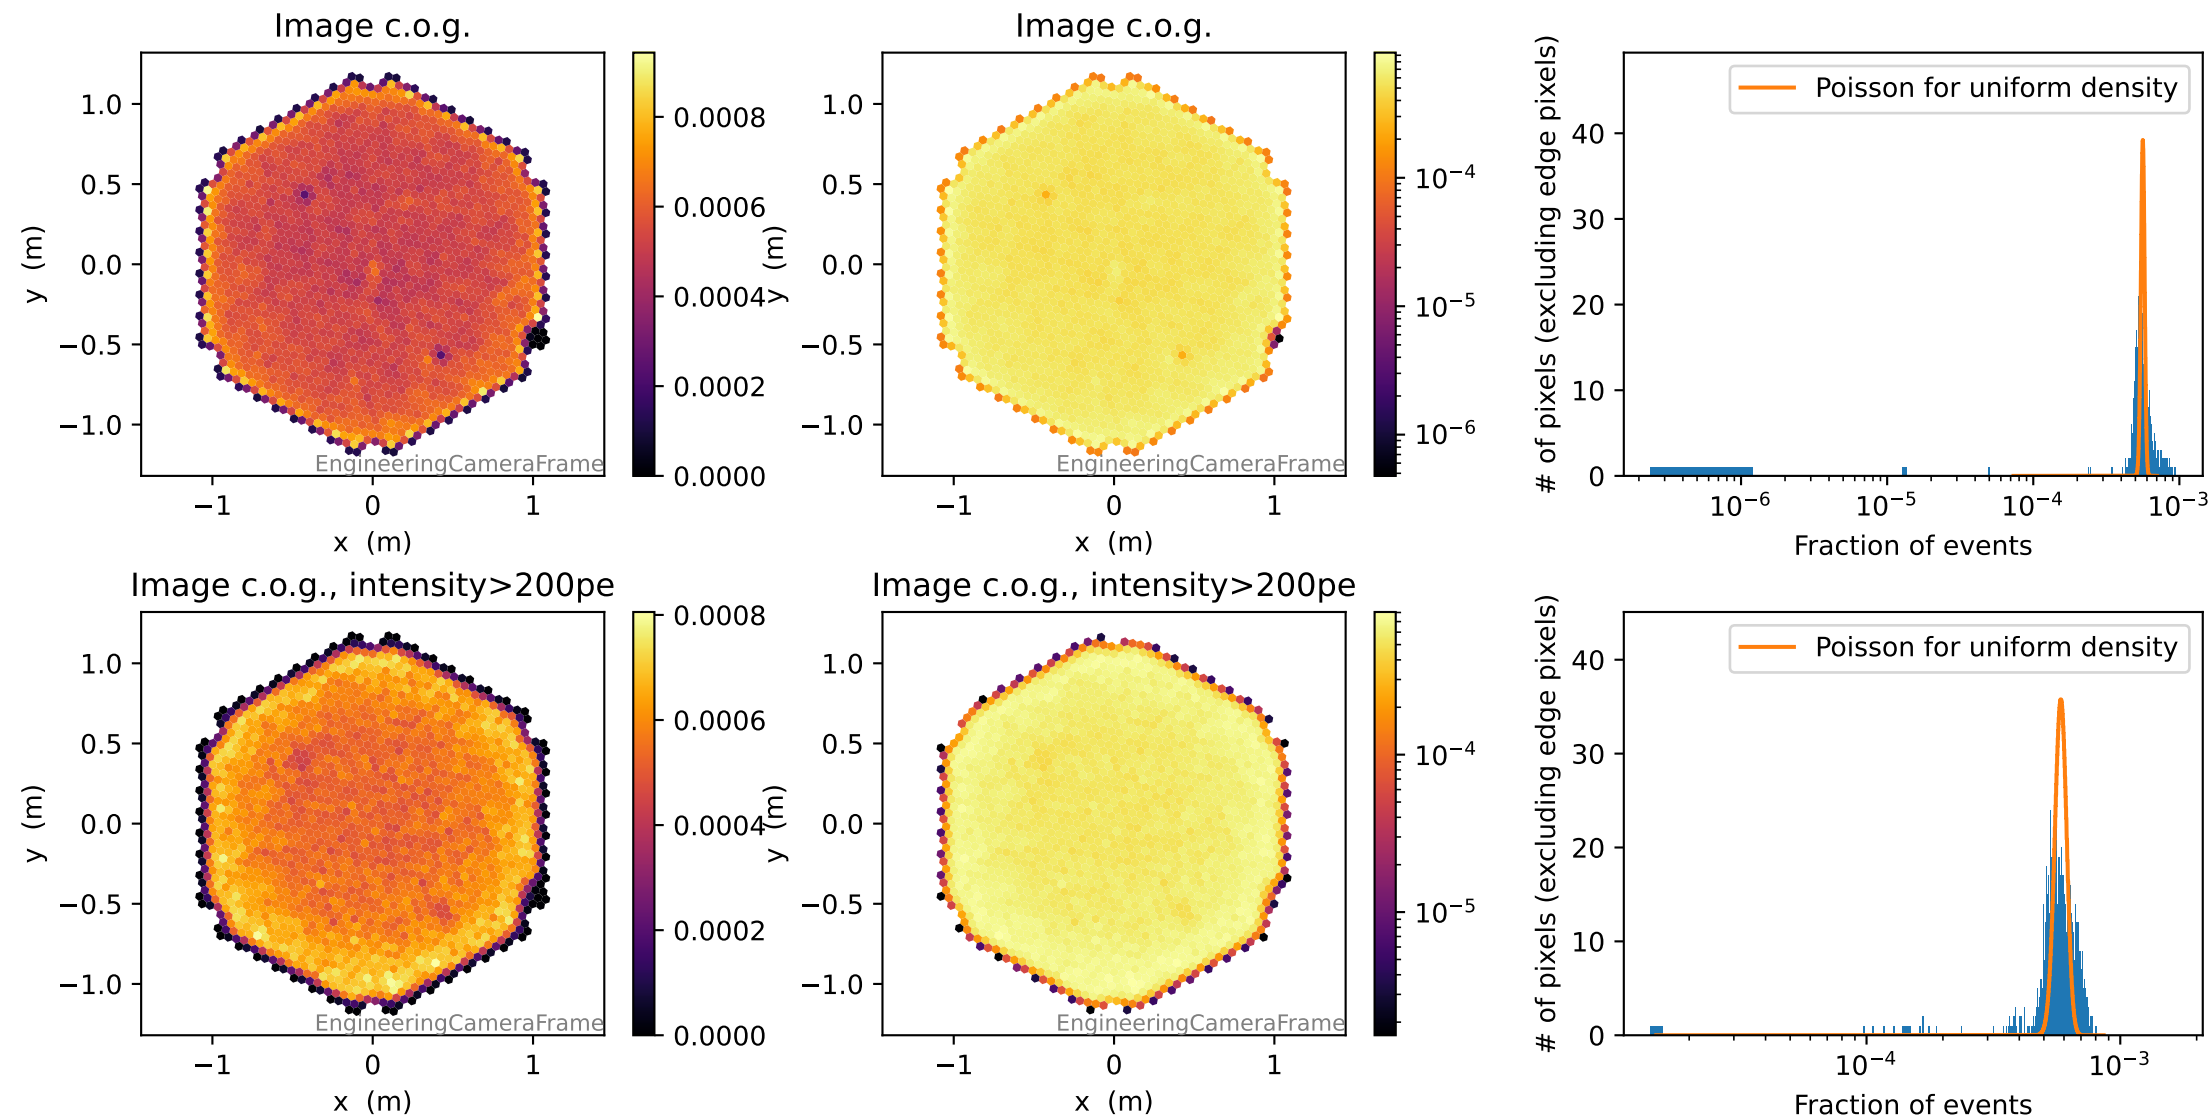 Image c.o.g.
y (m)
1.0
0.5
0.0
−0.5
−1.0
−1
0
1
x (m)
EngineeringCameraFrame
0.0008
0.0006
0.0004
0.0002
0.0000
Image c.o.g.
y (m)
1.0
0.5
0.0
−0.5
−1.0
−1
0
1
x (m)
EngineeringCameraFrame
10⁻⁴
10⁻⁵
10⁻⁶
# of pixels (excluding edge pixels)
40
30
20
10
0
Poisson for uniform density
10⁻⁶
10⁻⁵
10⁻⁴
10⁻³
Fraction of events
Image c.o.g., intensity>200pe
y (m)
1.0
0.5
0.0
−0.5
−1.0
−1
0
1
x (m)
EngineeringCameraFrame
0.0008
0.0006
0.0004
0.0002
0.0000
Image c.o.g., intensity>200pe
y (m)
1.0
0.5
0.0
−0.5
−1.0
−1
0
1
x (m)
EngineeringCameraFrame
10⁻⁴
10⁻⁵
# of pixels (excluding edge pixels)
40
30
20
10
0
Poisson for uniform density
10⁻⁴
10⁻³
Fraction of events